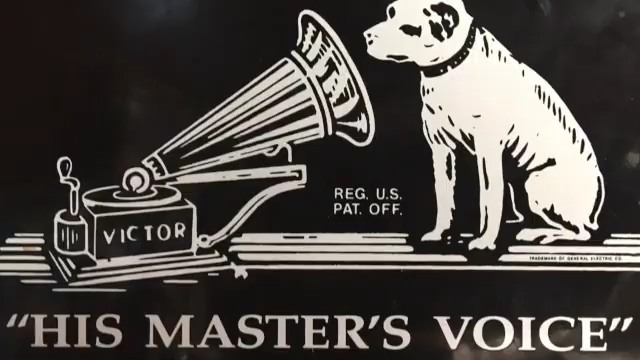 REG. U.S.
PAT. OFF.
VICTOR
TRADEMARK OF GENERAL ELECTRIC CO.
"HIS MASTER'S VOICE"